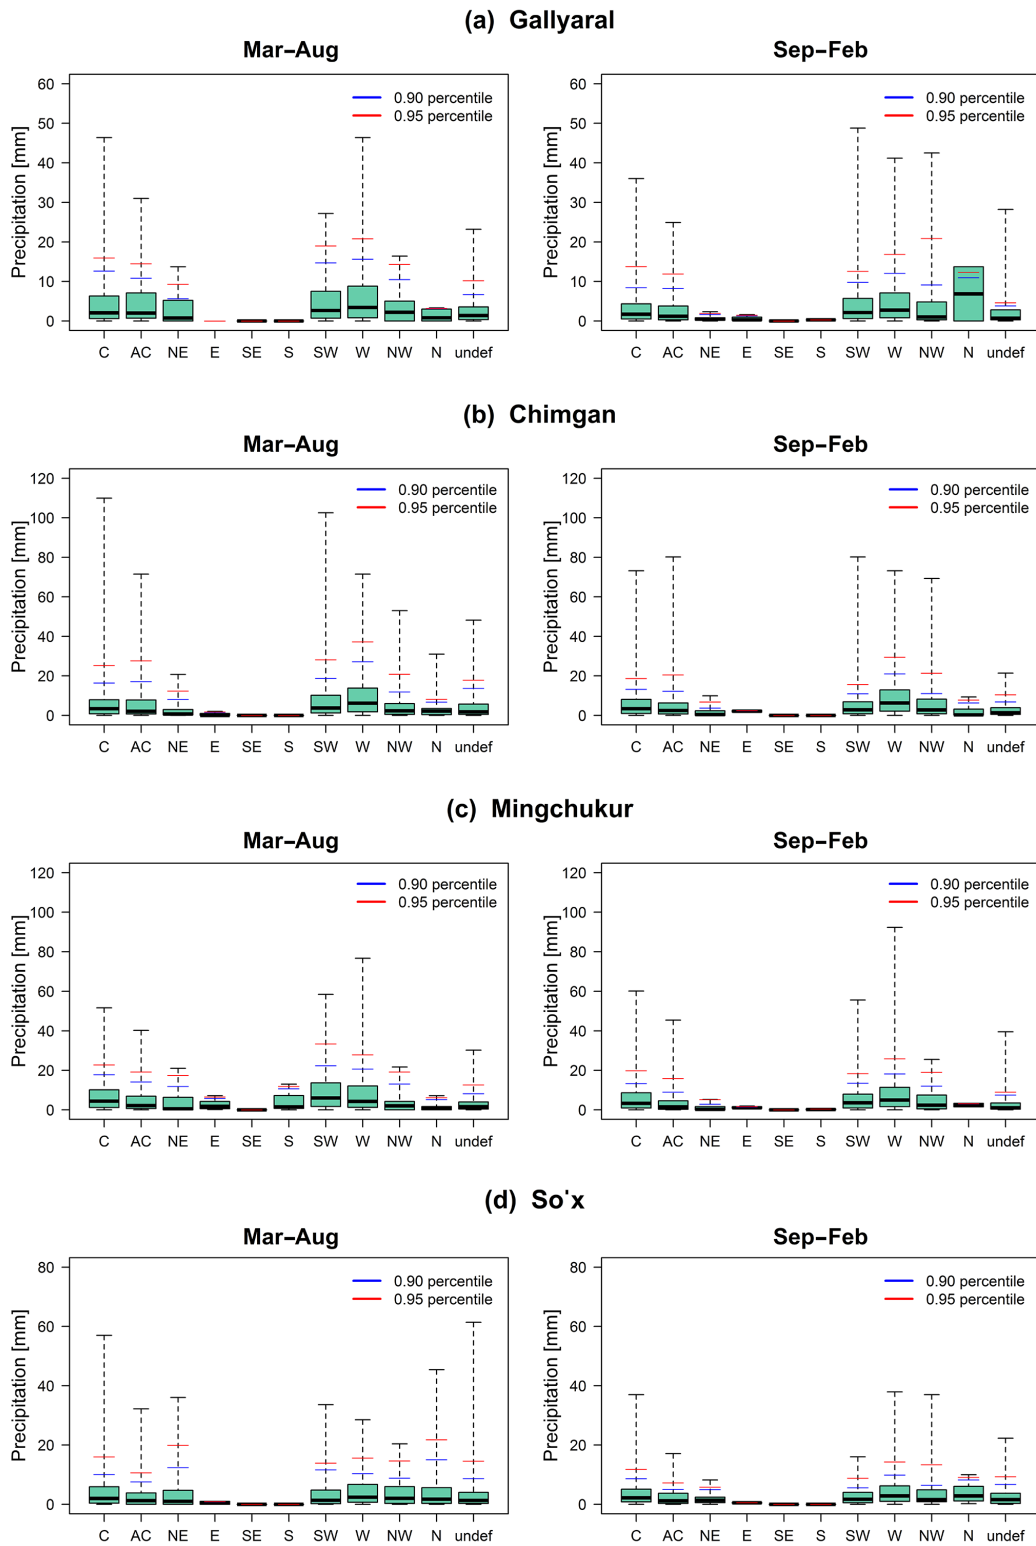 (a) Gallyaral
Mar–Aug
Precipitation [mm]
60
50
40
30
20
10
0
0.90 percentile
0.95 percentile
C AC NE E SE S SW W NW N undef
Sep–Feb
Precipitation [mm]
60
50
40
30
20
10
0
0.90 percentile
0.95 percentile
C AC NE E SE S SW W NW N undef
(b) Chimgan
Mar–Aug
Precipitation [mm]
120
100
80
60
40
20
0
0.90 percentile
0.95 percentile
C AC NE E SE S SW W NW N undef
Sep–Feb
Precipitation [mm]
120
100
80
60
40
20
0
0.90 percentile
0.95 percentile
C AC NE E SE S SW W NW N undef
(c) Mingchukur
Mar–Aug
Precipitation [mm]
120
100
80
60
40
20
0
0.90 percentile
0.95 percentile
C AC NE E SE S SW W NW N undef
Sep–Feb
Precipitation [mm]
120
100
80
60
40
20
0
0.90 percentile
0.95 percentile
C AC NE E SE S SW W NW N undef
(d) So'x
Mar–Aug
Precipitation [mm]
80
60
40
20
0
0.90 percentile
0.95 percentile
C AC NE E SE S SW W NW N undef
Sep–Feb
Precipitation [mm]
80
60
40
20
0
0.90 percentile
0.95 percentile
C AC NE E SE S SW W NW N undef